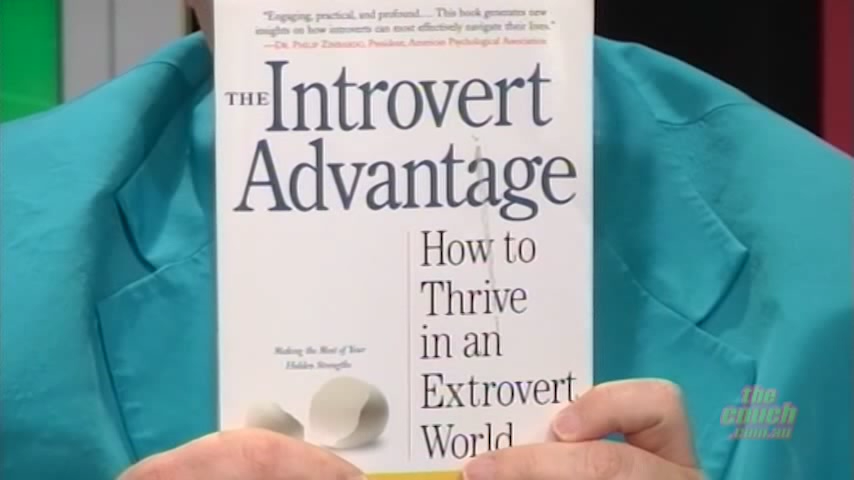 "Engaging, practical, and profound.... This book generates new
insights on how introverts can most effectively navigate their lives."
—DR. PHILIP ZIMBARDO, President, American Psychological Association
THE Introvert
Advantage
How to
Thrive
in an
Extrovert
World
Making the Most of Your
Hidden Strengths
the
couch
.com.au